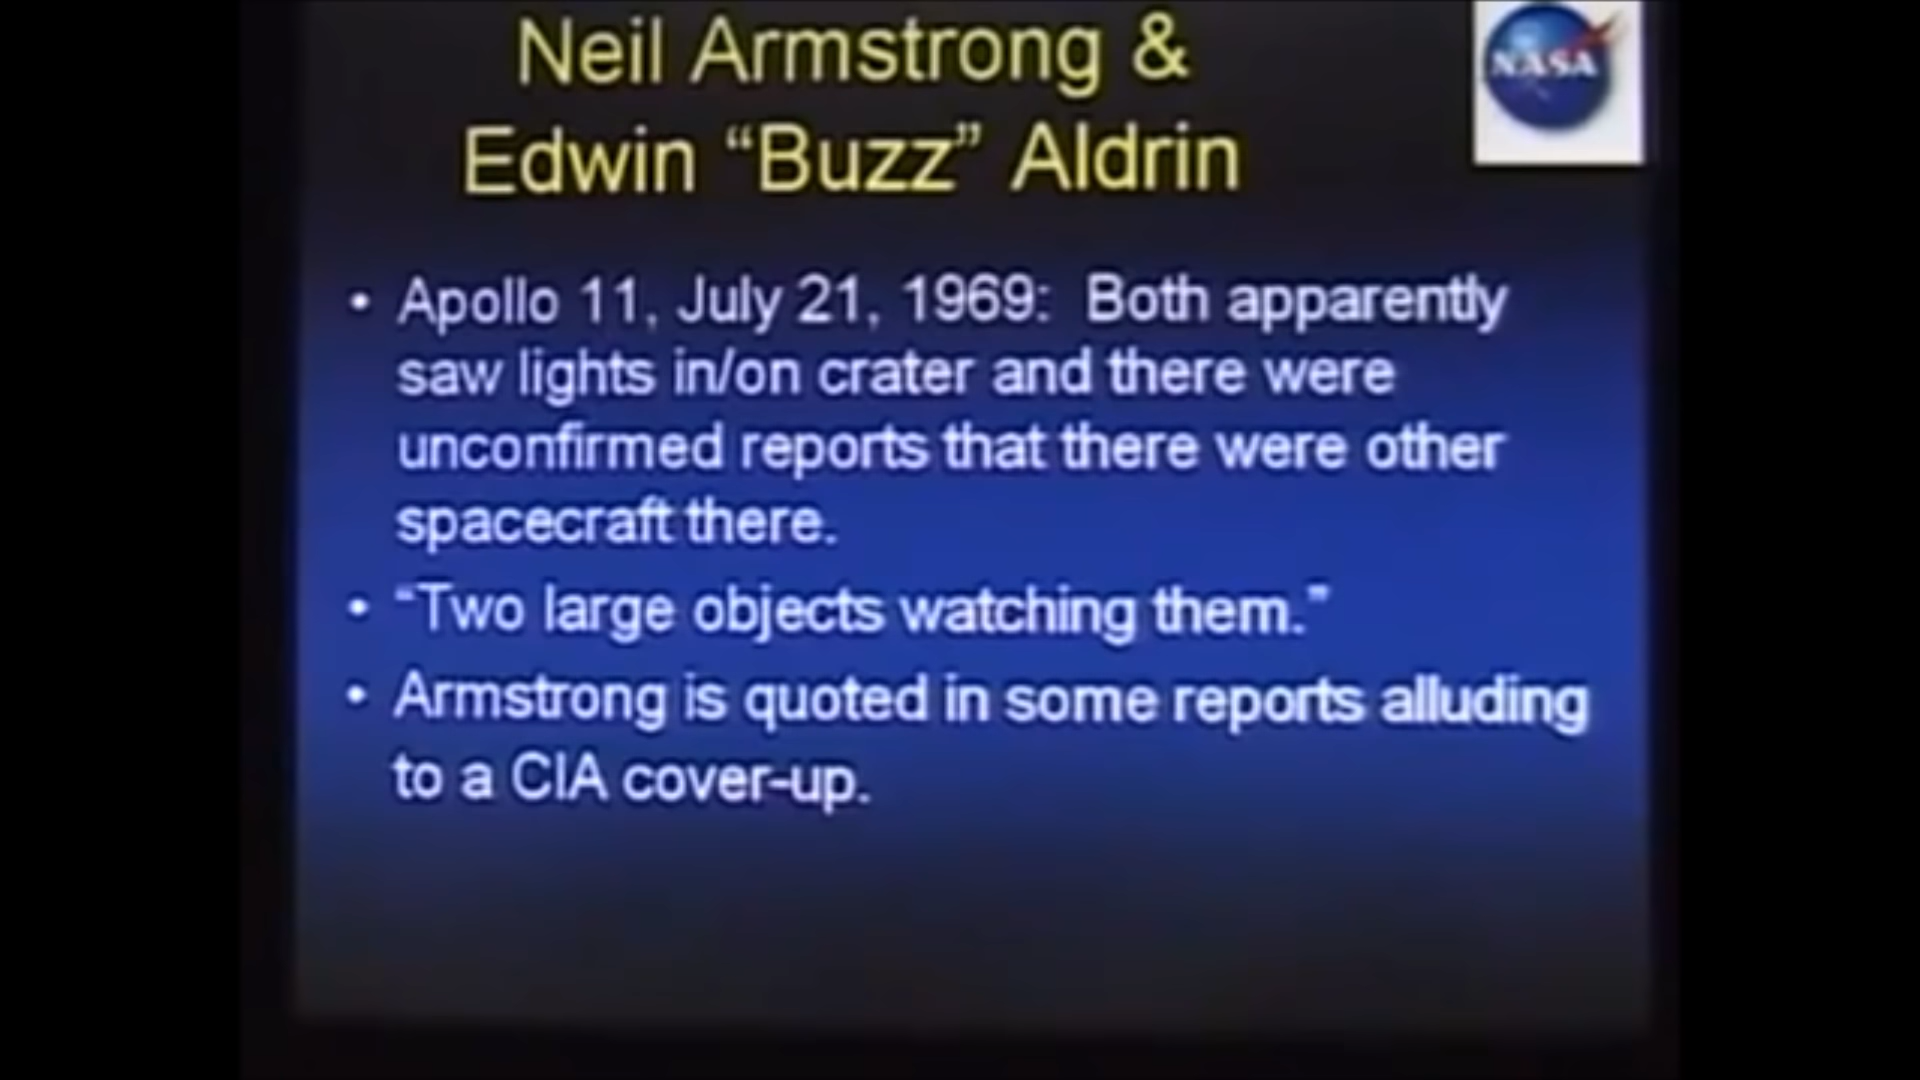 Neil Armstrong &
Edwin “Buzz” Aldrin
NASA
• Apollo 11, July 21, 1969: Both apparently
saw lights in/on crater and there were
unconfirmed reports that there were other
spacecraft there.
• “Two large objects watching them.”
• Armstrong is quoted in some reports alluding
to a CIA cover-up.